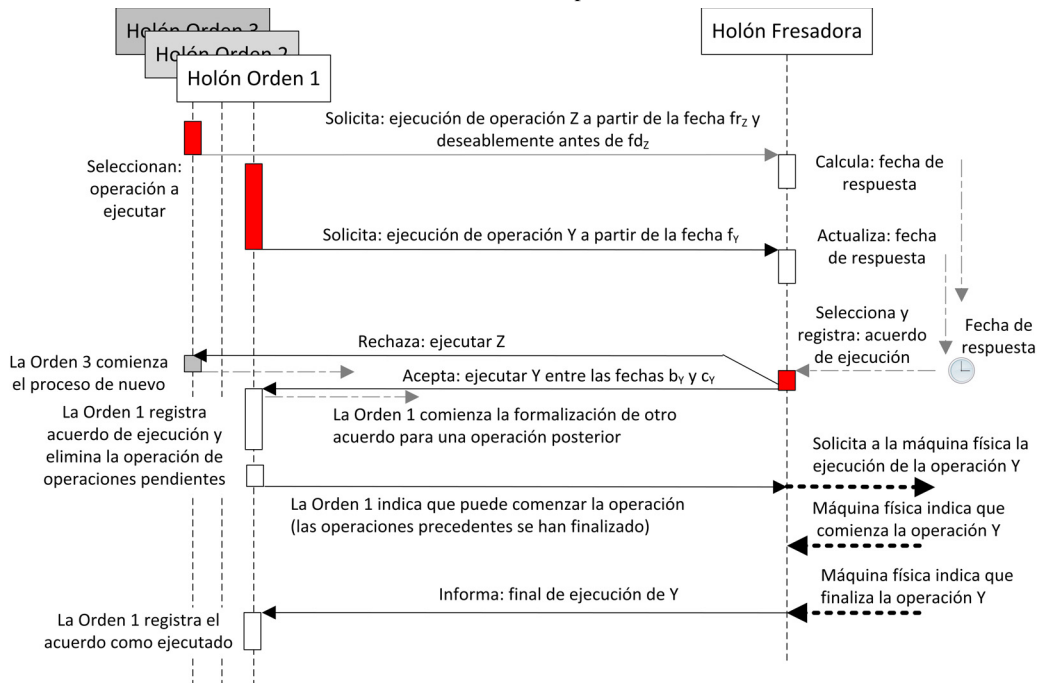 Holón Orden 3
Holón Orden 2
Holón Orden 1
Holón Fresadora
Solicita: ejecución de operación Z a partir de la fecha frZ y
deseablemente antes de fdZ
Seleccionan:
operación a
ejecutar
Calcula: fecha de
respuesta
Solicita: ejecución de operación Y a partir de la fecha fY
Actualiza: fecha
de respuesta
Selecciona y
registra: acuerdo
de ejecución
Fecha de
respuesta
Rechaza: ejecutar Z
La Orden 3 comienza
el proceso de nuevo
Acepta: ejecutar Y entre las fechas bY y cY
La Orden 1 registra
acuerdo de ejecución y
elimina la operación de
operaciones pendientes
La Orden 1 comienza la formalización de otro
acuerdo para una operación posterior
Solicita a la máquina física la
ejecución de la operación Y
La Orden 1 indica que puede comenzar la operación
(las operaciones precedentes se han finalizado)
Máquina física indica que
comienza la operación Y
Máquina física indica que
finaliza la operación Y
Informa: final de ejecución de Y
La Orden 1 registra el
acuerdo como ejecutado